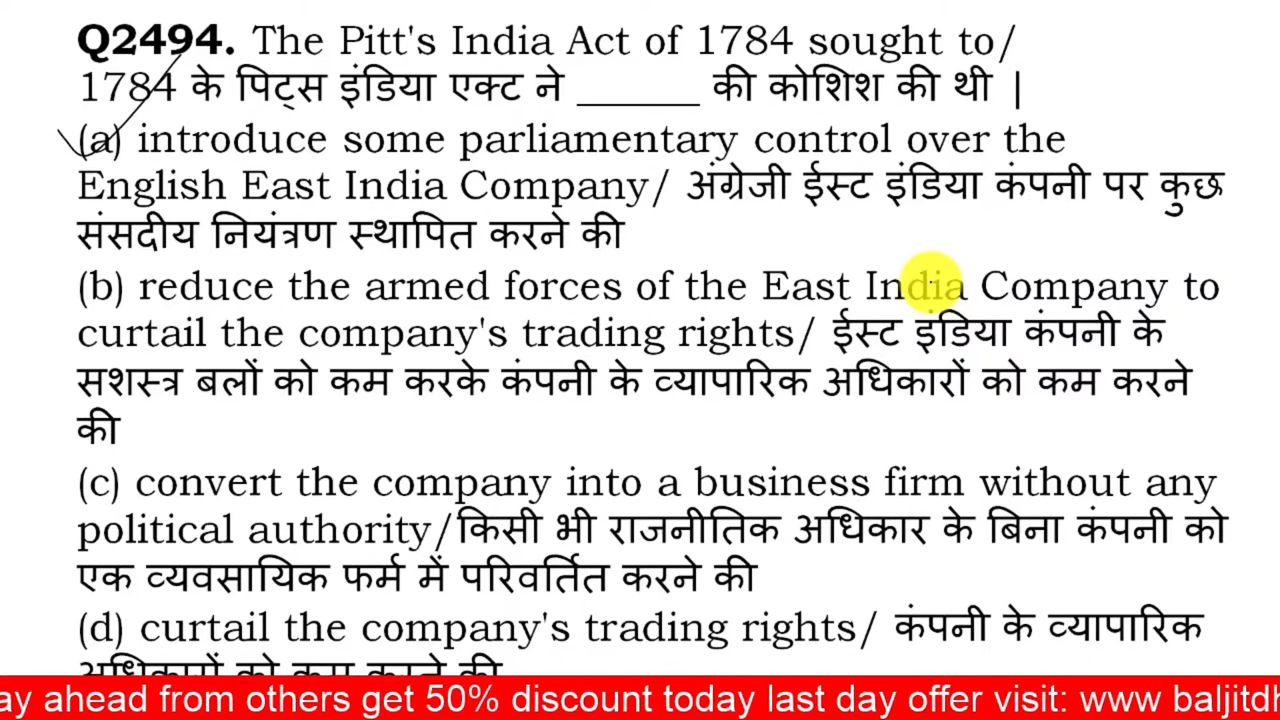 Q2494. The Pitt's India Act of 1784 sought to/
1784 के पिट्स इंडिया एक्ट ने ______ की कोशिश की थी |
(a) introduce some parliamentary control over the
English East India Company/ अंग्रेजी ईस्ट इंडिया कंपनी पर कुछ
संसदीय नियंत्रण स्थापित करने की
(b) reduce the armed forces of the East India Company to
curtail the company's trading rights/ ईस्ट इंडिया कंपनी के
सशस्त्र बलों को कम करके कंपनी के व्यापारिक अधिकारों को कम करने
की
(c) convert the company into a business firm without any
political authority/किसी भी राजनीतिक अधिकार के बिना कंपनी को
एक व्यवसायिक फर्म में परिवर्तित करने की
(d) curtail the company's trading rights/ कंपनी के व्यापारिक
अधिकारों को कम करने की
ay ahead from others get 50% discount today last day offer visit: www baljitdh